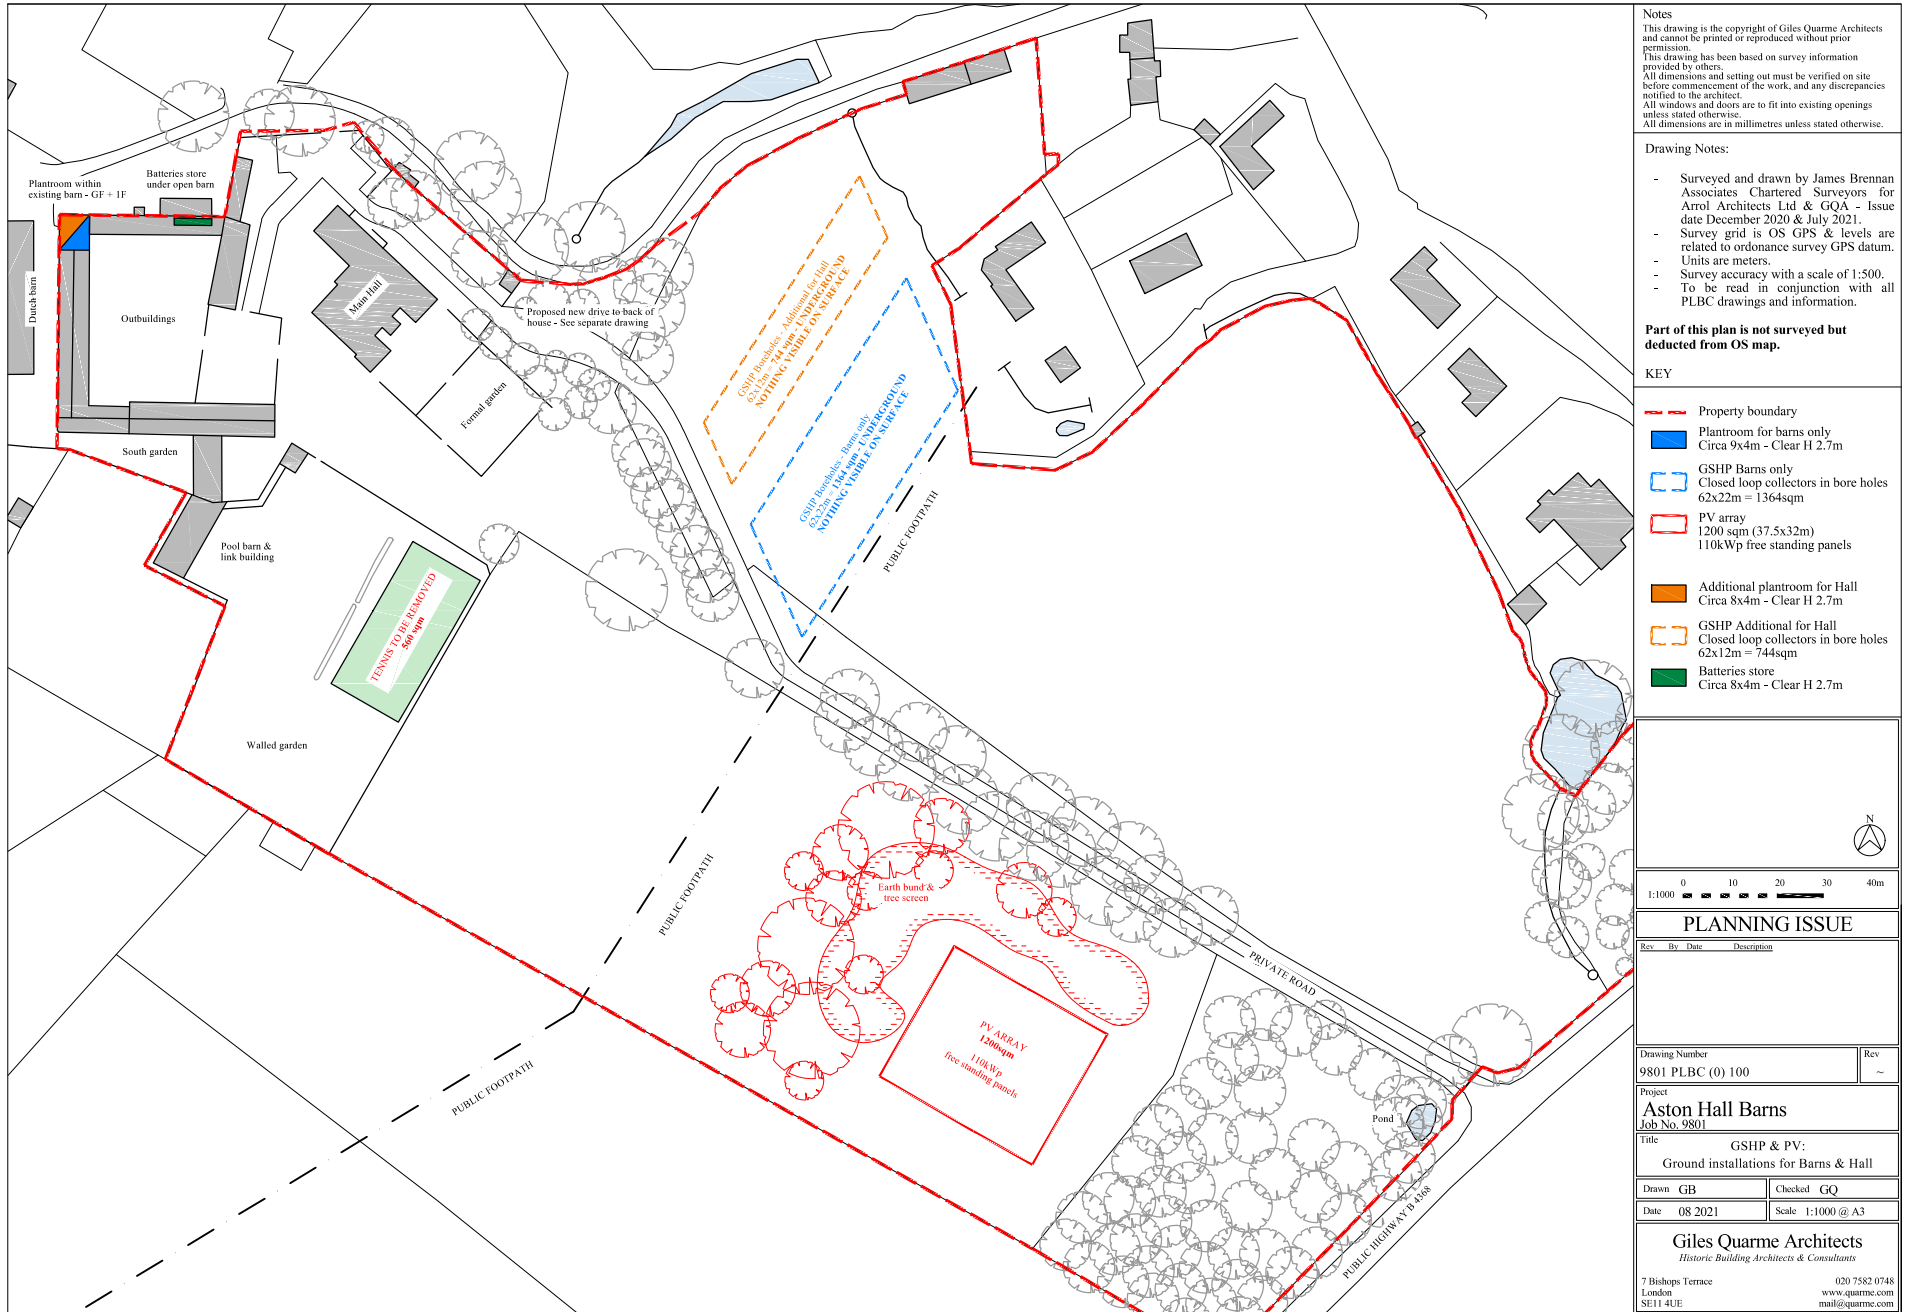 Plantroom within
existing barn - GF + 1F
Batteries store
under open barn
Dutch barn
Outbuildings
Main Hall
Proposed new drive to back of
house - See separate drawing
Formal garden
South garden
Pool barn &
link building
TENNIS TO BE REMOVED
560 sqm
Walled garden
GSHP Boreholes - Additional for Hall
62x12m = 744 sqm - UNDERGROUND
NOTHING VISIBLE ON SURFACE
GSHP Boreholes - Barns only
62x22m = 1364 sqm - UNDERGROUND
NOTHING VISIBLE ON SURFACE
PUBLIC FOOTPATH
PUBLIC FOOTPATH
PUBLIC FOOTPATH
Earth bund &
tree screen
PV ARRAY
1200sqm
110kWp
free standing panels
PRIVATE ROAD
Pond
PUBLIC HIGHWAY B 4368
Notes
This drawing is the copyright of Giles Quarme Architects
and cannot be printed or reproduced without prior
permission.
This drawing has been based on survey information
provided by others.
All dimensions and setting out must be verified on site
before commencement of the work, and any discrepancies
notified to the architect.
All windows and doors are to fit into existing openings
unless stated otherwise.
All dimensions are in millimetres unless stated otherwise.
Drawing Notes:
- Surveyed and drawn by James Brennan
Associates Chartered Surveyors for
Arrol Architects Ltd & GQA - Issue
date December 2020 & July 2021.
- Survey grid is OS GPS & levels are
related to ordonance survey GPS datum.
- Units are meters.
- Survey accuracy with a scale of 1:500.
- To be read in conjunction with all
PLBC drawings and information.
Part of this plan is not surveyed but
deducted from OS map.
KEY
Property boundary
Plantroom for barns only
Circa 9x4m - Clear H 2.7m
GSHP Barns only
Closed loop collectors in bore holes
62x22m = 1364sqm
PV array
1200 sqm (37.5x32m)
110kWp free standing panels
Additional plantroom for Hall
Circa 8x4m - Clear H 2.7m
GSHP Additional for Hall
Closed loop collectors in bore holes
62x12m = 744sqm
Batteries store
Circa 8x4m - Clear H 2.7m
N
0 10 20 30 40m
1:1000
PLANNING ISSUE
Rev By Date Description
Drawing Number
9801 PLBC (0) 100
Rev
~
Project
Aston Hall Barns
Job No. 9801
Title
GSHP & PV:
Ground installations for Barns & Hall
Drawn GB
Checked GQ
Date 08 2021
Scale 1:1000 @ A3
Giles Quarme Architects
Historic Building Architects & Consultants
7 Bishops Terrace 020 7582 0748
London www.quarme.com
SE11 4UE mail@quarme.com